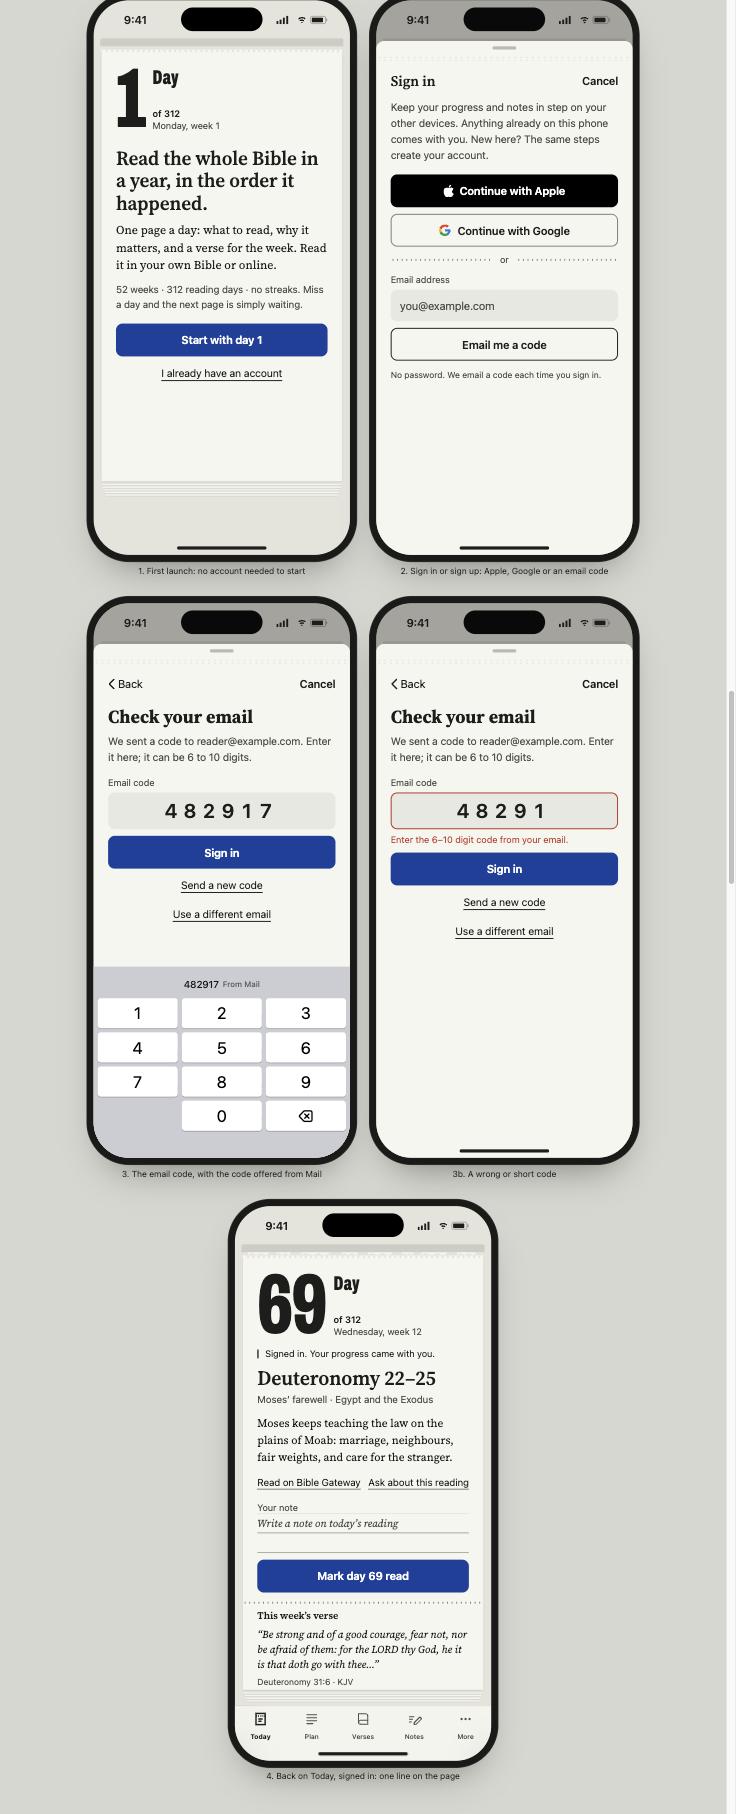 9:41
1
Day
of 312
Monday, week 1
Read the whole Bible in
a year, in the order it
happened.
One page a day: what to read, why it
matters, and a verse for the week. Read
it in your own Bible or online.
52 weeks · 312 reading days · no streaks. Miss
a day and the next page is simply waiting.
Start with day 1
I already have an account
1. First launch: no account needed to start
9:41
Sign in
Cancel
Keep your progress and notes in step on your
other devices. Anything already on this phone
comes with you. New here? The same steps
create your account.
Continue with Apple
Continue with Google
or
Email address
you@example.com
Email me a code
No password. We email a code each time you sign in.
2. Sign in or sign up: Apple, Google or an email code
9:41
Back
Cancel
Check your email
We sent a code to reader@example.com. Enter
it here; it can be 6 to 10 digits.
Email code
482917
Sign in
Send a new code
Use a different email
482917 From Mail
1 2 3
4 5 6
7 8 9
0
3. The email code, with the code offered from Mail
9:41
Back
Cancel
Check your email
We sent a code to reader@example.com. Enter
it here; it can be 6 to 10 digits.
Email code
48291
Enter the 6–10 digit code from your email.
Sign in
Send a new code
Use a different email
3b. A wrong or short code
9:41
69
Day
of 312
Wednesday, week 12
Signed in. Your progress came with you.
Deuteronomy 22–25
Moses’ farewell · Egypt and the Exodus
Moses keeps teaching the law on the
plains of Moab: marriage, neighbours,
fair weights, and care for the stranger.
Read on Bible Gateway Ask about this reading
Your note
Write a note on today’s reading
Mark day 69 read
This week’s verse
“Be strong and of a good courage, fear not, nor
be afraid of them: for the LORD thy God, he it
is that doth go with thee…”
Deuteronomy 31:6 · KJV
Today Plan Verses Notes More
4. Back on Today, signed in: one line on the page